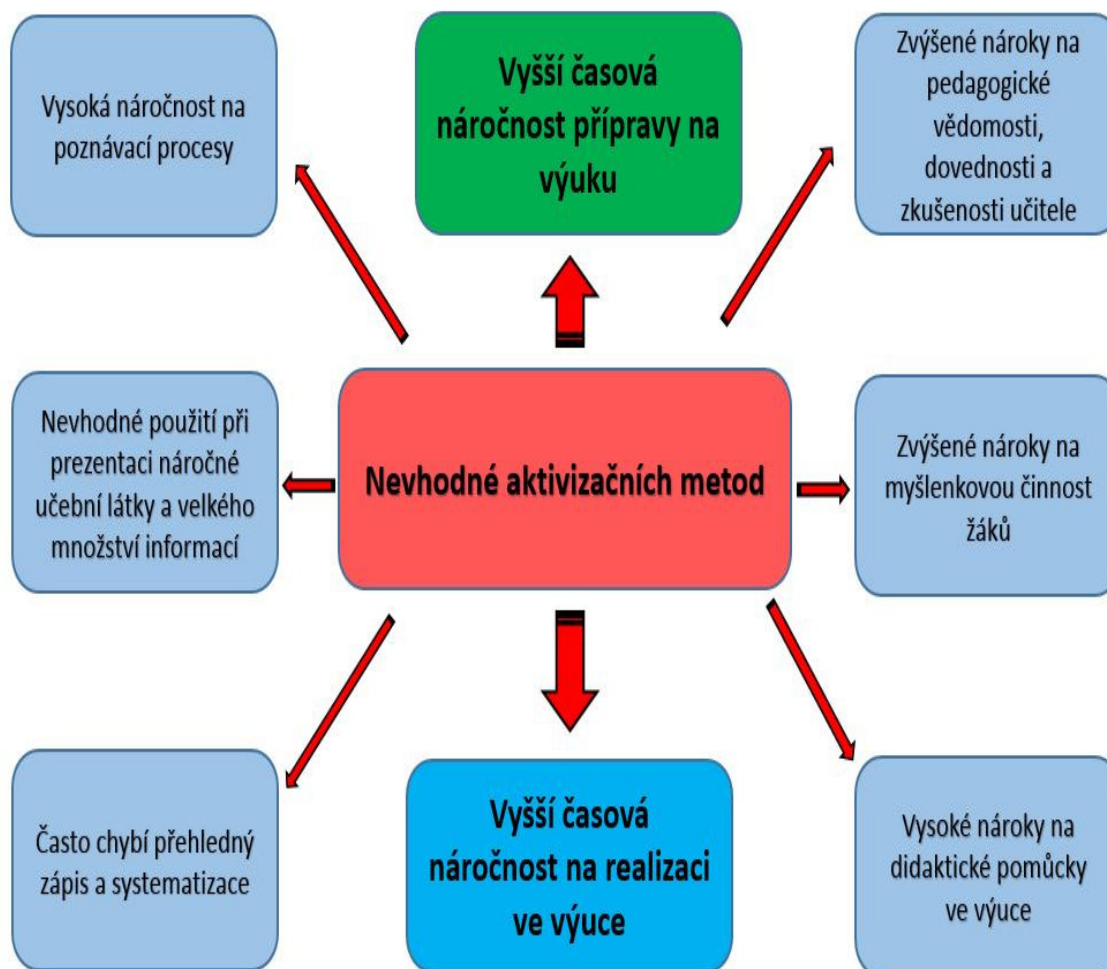 Vysoká náročnost na
poznávací procesy
Vyšší časová
náročnost přípravy na
výuku
Zvýšené nároky na
pedagogické
vědomosti,
dovednosti a
zkušenosti učitele
Nevhodné použití při
prezentaci náročné
učební látky a velkého
množství informací
Nevhodné aktivizačních metod
Zvýšené nároky na
myšlenkovou činnost
žáků
Často chybí přehledný
zápis a systematizace
Vyšší časová
náročnost na realizaci
ve výuce
Vysoké nároky na
didaktické pomůcky
ve výuce